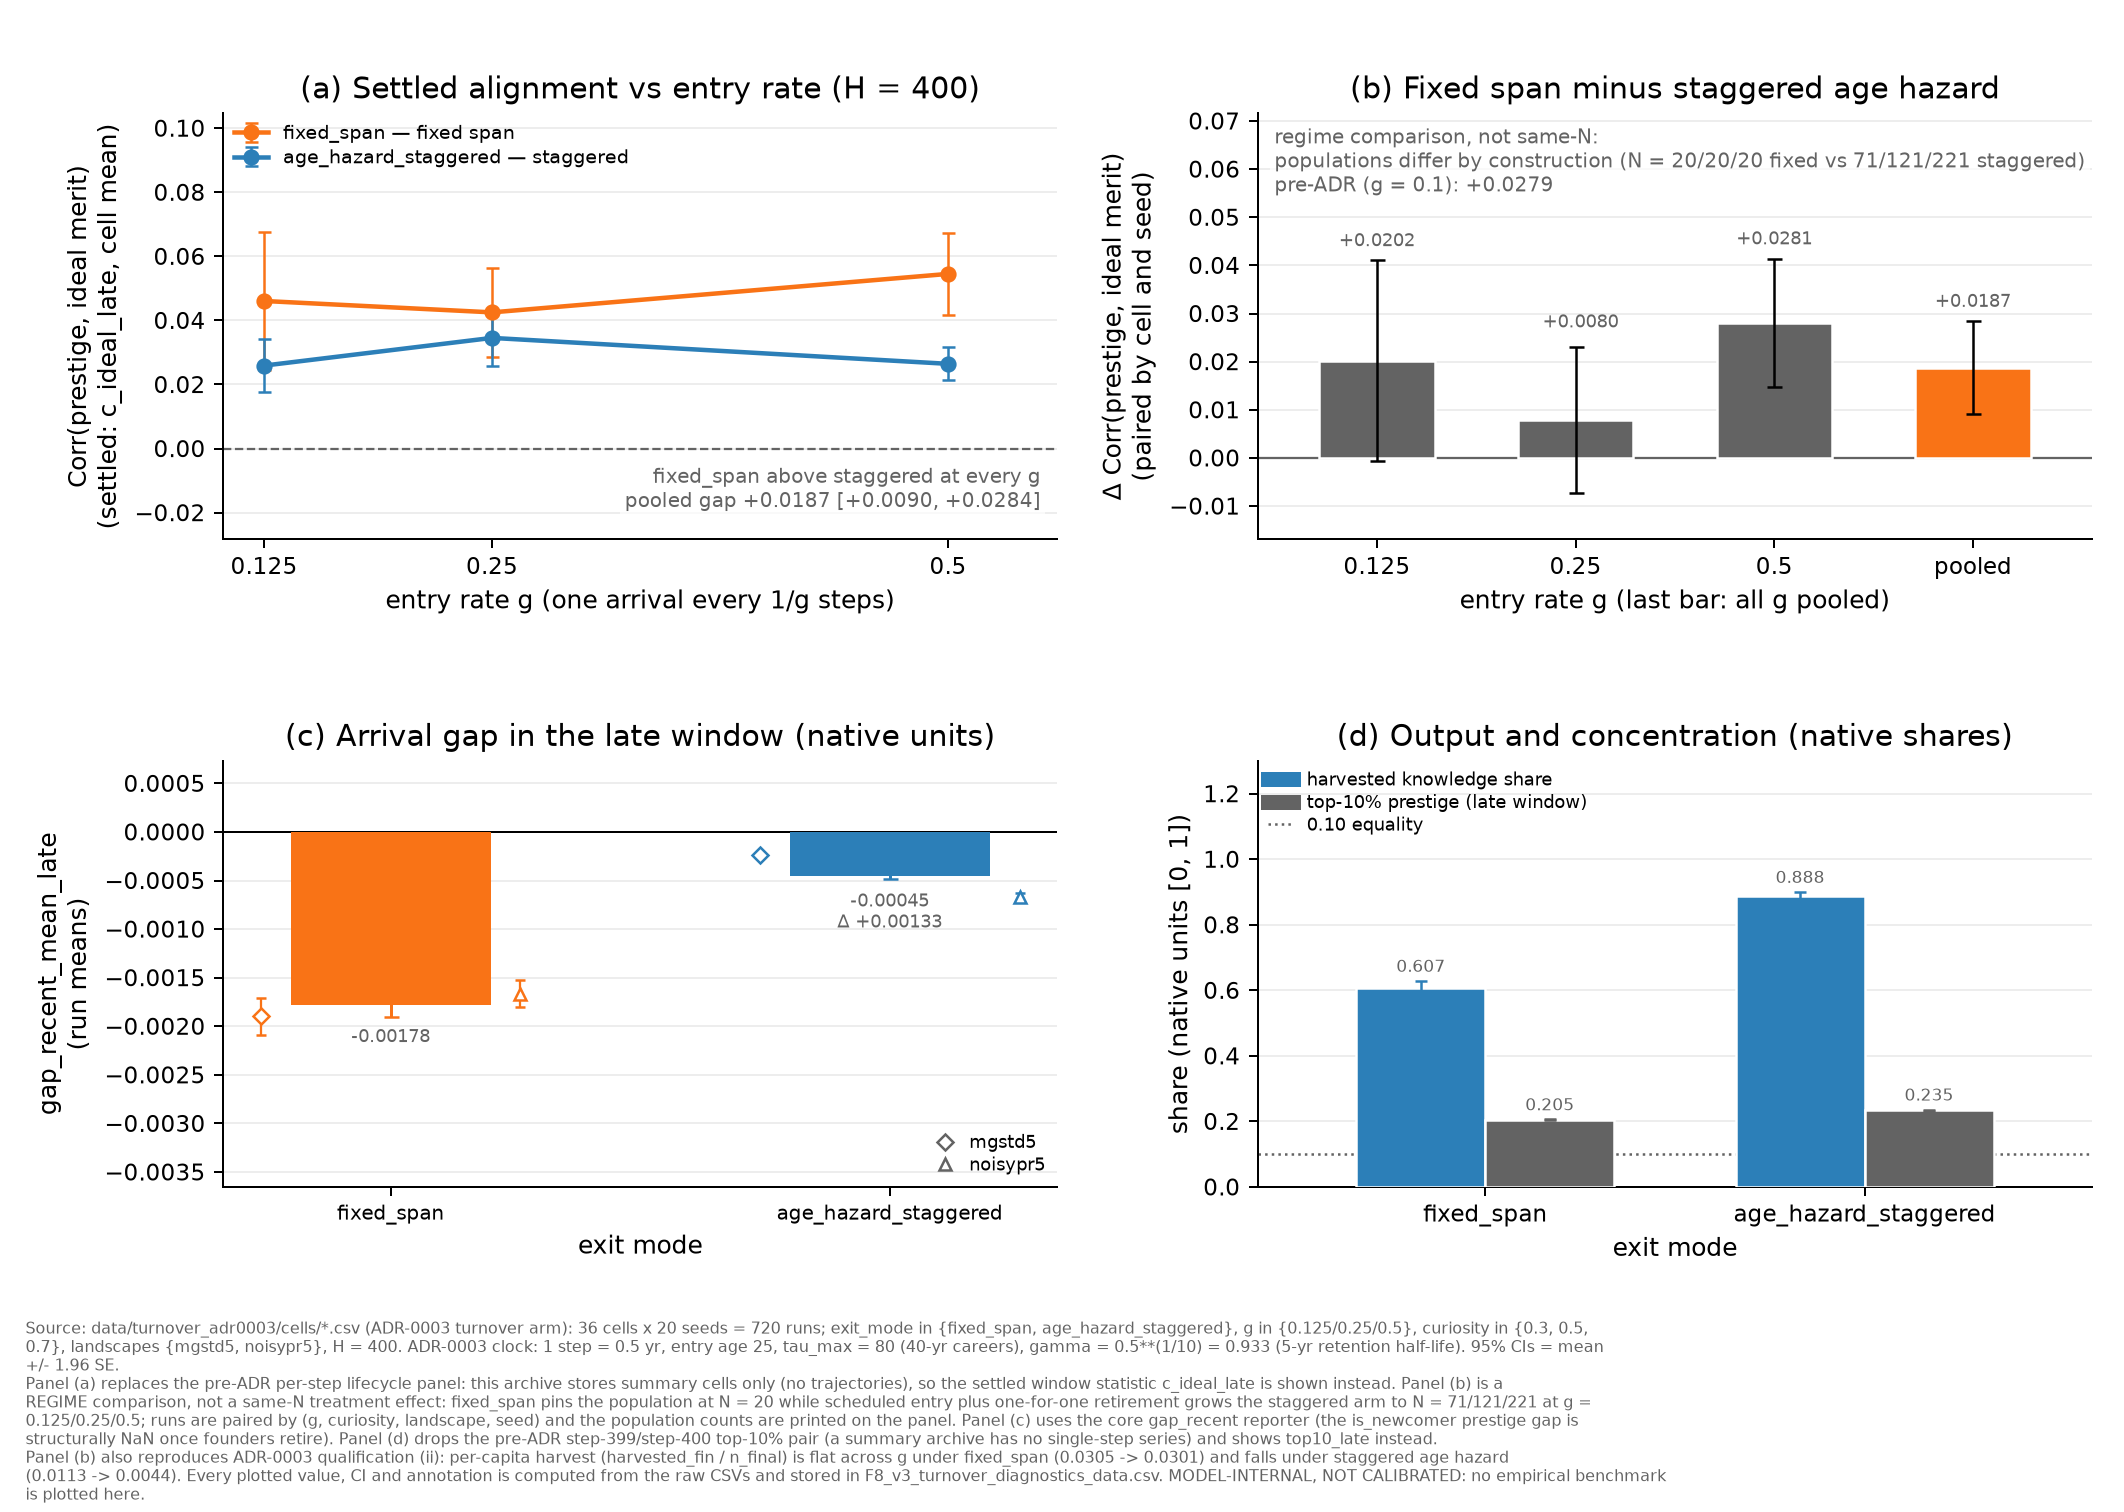 (a) Settled alignment vs entry rate (H = 400)
Corr(prestige, ideal merit)
(settled: c_ideal_late, cell mean)
0.10
0.08
0.06
0.04
0.02
0.00
−0.02
fixed_span — fixed span
age_hazard_staggered — staggered
fixed_span above staggered at every g
pooled gap +0.0187 [+0.0090, +0.0284]
0.125
0.25
0.5
entry rate g (one arrival every 1/g steps)
(b) Fixed span minus staggered age hazard
Δ Corr(prestige, ideal merit)
(paired by cell and seed)
0.07
0.06
0.05
0.04
0.03
0.02
0.01
0.00
−0.01
regime comparison, not same-N:
populations differ by construction (N = 20/20/20 fixed vs 71/121/221 staggered)
pre-ADR (g = 0.1): +0.0279
+0.0202
+0.0080
+0.0281
+0.0187
0.125
0.25
0.5
pooled
entry rate g (last bar: all g pooled)
(c) Arrival gap in the late window (native units)
gap_recent_mean_late
(run means)
0.0005
0.0000
−0.0005
−0.0010
−0.0015
−0.0020
−0.0025
−0.0030
−0.0035
-0.00178
-0.00045
Δ +0.00133
mgstd5
noisypr5
fixed_span
age_hazard_staggered
exit mode
(d) Output and concentration (native shares)
share (native units [0, 1])
1.2
1.0
0.8
0.6
0.4
0.2
0.0
harvested knowledge share
top-10% prestige (late window)
0.10 equality
0.607
0.205
0.888
0.235
fixed_span
age_hazard_staggered
exit mode
Source: data/turnover_adr0003/cells/*.csv (ADR-0003 turnover arm): 36 cells x 20 seeds = 720 runs; exit_mode in {fixed_span, age_hazard_staggered}, g in {0.125/0.25/0.5}, curiosity in {0.3, 0.5,
0.7}, landscapes {mgstd5, noisypr5}, H = 400. ADR-0003 clock: 1 step = 0.5 yr, entry age 25, tau_max = 80 (40-yr careers), gamma = 0.5**(1/10) = 0.933 (5-yr retention half-life). 95% CIs = mean
+/- 1.96 SE.
Panel (a) replaces the pre-ADR per-step lifecycle panel: this archive stores summary cells only (no trajectories), so the settled window statistic c_ideal_late is shown instead. Panel (b) is a
REGIME comparison, not a same-N treatment effect: fixed_span pins the population at N = 20 while scheduled entry plus one-for-one retirement grows the staggered arm to N = 71/121/221 at g =
0.125/0.25/0.5; runs are paired by (g, curiosity, landscape, seed) and the population counts are printed on the panel. Panel (c) uses the core gap_recent reporter (the is_newcomer prestige gap is
structurally NaN once founders retire). Panel (d) drops the pre-ADR step-399/step-400 top-10% pair (a summary archive has no single-step series) and shows top10_late instead.
Panel (b) also reproduces ADR-0003 qualification (ii): per-capita harvest (harvested_fin / n_final) is flat across g under fixed_span (0.0305 -> 0.0301) and falls under staggered age hazard
(0.0113 -> 0.0044). Every plotted value, CI and annotation is computed from the raw CSVs and stored in F8_v3_turnover_diagnostics_data.csv. MODEL-INTERNAL, NOT CALIBRATED: no empirical benchmark
is plotted here.